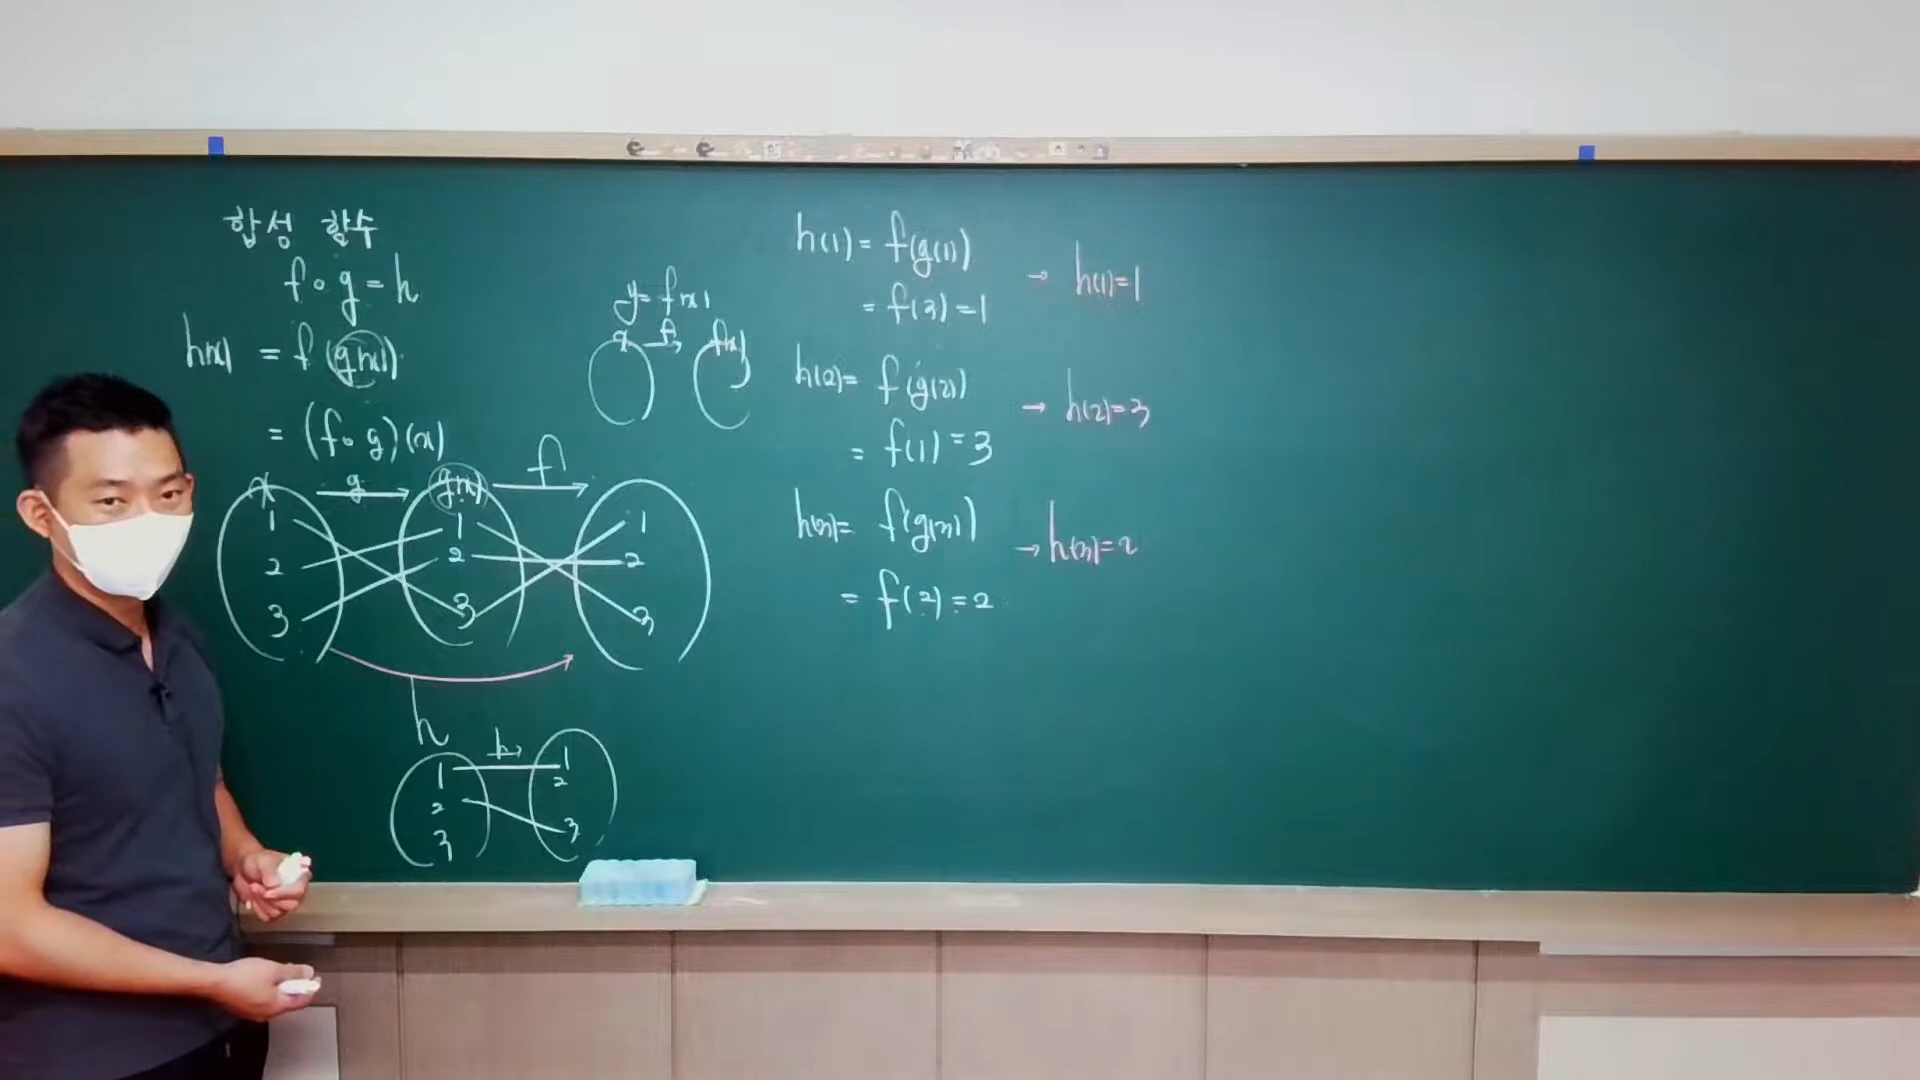 합성 함수
f∘g=h
h(x) = f(g(x))
= (f∘g)(x)
y=f(x)
x f f(x)
x g g(x) f
1 1 1
2 2 2
3 3 3
h
h
1 1
2 2
3 3
h(1)= f(g(1))
= f(3)=1
→ h(1)=1
h(2)= f(g(2))
= f(1)=3
→ h(2)=3
h(3)= f(g(3))
= f(2)=2
→ h(3)=2